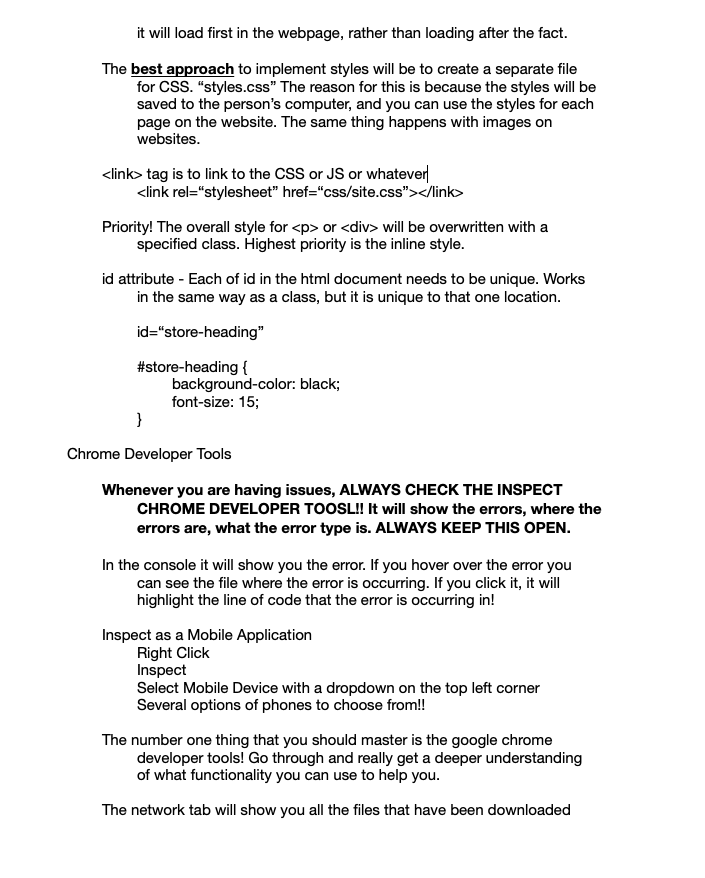 it will load first in the webpage, rather than loading after the fact.
The best approach to implement styles will be to create a separate file
for CSS. “styles.css” The reason for this is because the styles will be
saved to the person’s computer, and you can use the styles for each
page on the website. The same thing happens with images on
websites.
<link> tag is to link to the CSS or JS or whatever
<link rel=“stylesheet” href=“css/site.css”></link>
Priority! The overall style for <p> or <div> will be overwritten with a
specified class. Highest priority is the inline style.
id attribute - Each of id in the html document needs to be unique. Works
in the same way as a class, but it is unique to that one location.
id=“store-heading”
#store-heading {
background-color: black;
font-size: 15;
}
Chrome Developer Tools
Whenever you are having issues, ALWAYS CHECK THE INSPECT
CHROME DEVELOPER TOOSL!! It will show the errors, where the
errors are, what the error type is. ALWAYS KEEP THIS OPEN.
In the console it will show you the error. If you hover over the error you
can see the file where the error is occurring. If you click it, it will
highlight the line of code that the error is occurring in!
Inspect as a Mobile Application
Right Click
Inspect
Select Mobile Device with a dropdown on the top left corner
Several options of phones to choose from!!
The number one thing that you should master is the google chrome
developer tools! Go through and really get a deeper understanding
of what functionality you can use to help you.
The network tab will show you all the files that have been downloaded